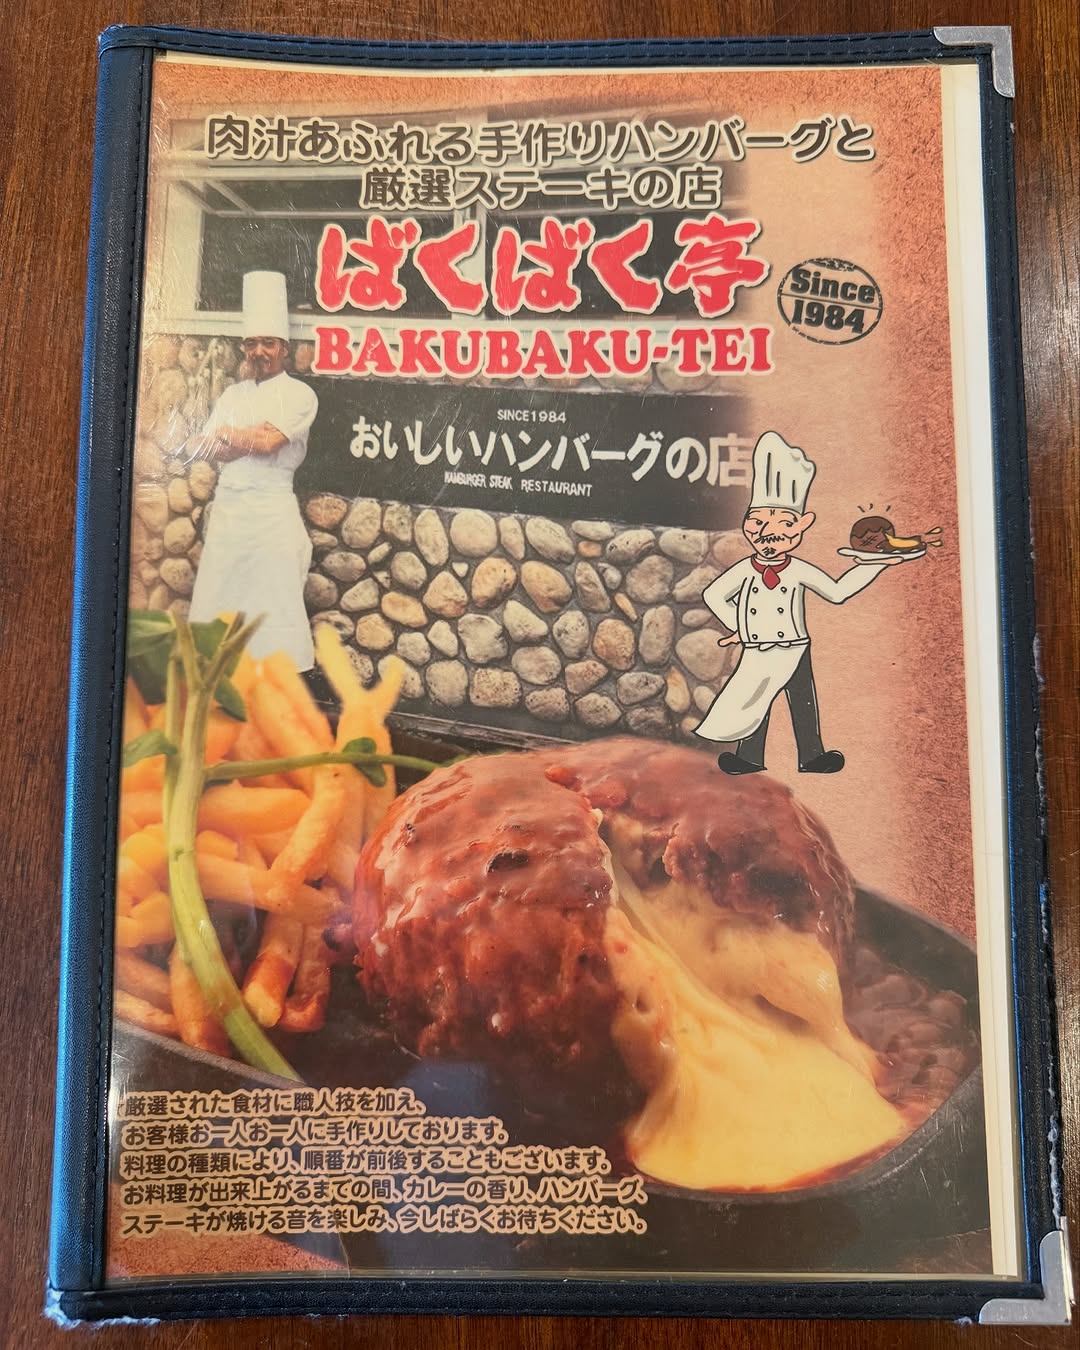 肉汁あふれる手作りハンバーグと
厳選ステーキの店
ばくばく亭
BAKUBAKU-TEI
Since
1984
SINCE1984
おいしいハンバーグの店
HAMBURGER STEAK RESTAURANT
厳選された食材に職人技を加え、
お客様お一人お一人に手作りしております。
料理の種類により、順番が前後することもございます。
お料理が出来上がるまでの間、カレーの香り、ハンバーグ、
ステーキが焼ける音を楽しみ、今しばらくお待ちください。